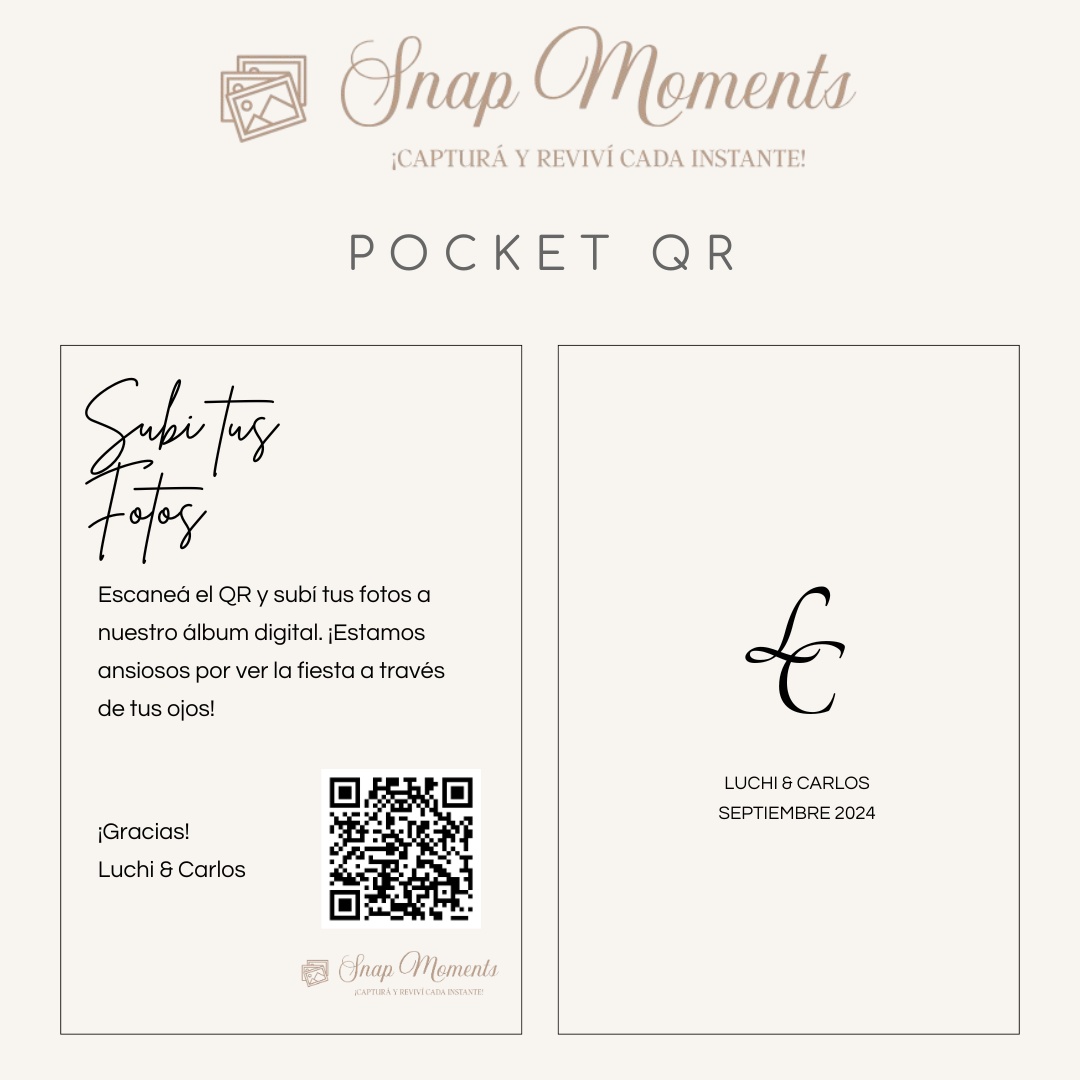 Snap Moments
¡CAPTURÁ Y REVIVÍ CADA INSTANTE!
POCKET QR
Subi tus
Fotos
Escaneá el QR y subí tus fotos a
nuestro álbum digital. ¡Estamos
ansiosos por ver la fiesta a través
de tus ojos!
¡Gracias!
Luchi & Carlos
Snap Moments
¡CAPTURÁ Y REVIVÍ CADA INSTANTE!
LC
LUCHI & CARLOS
SEPTIEMBRE 2024